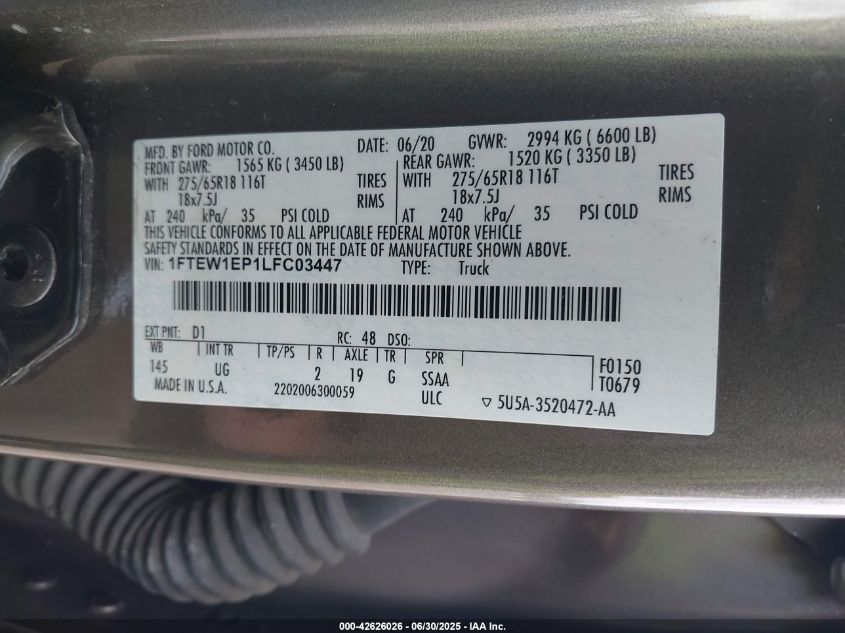 MFD. BY FORD MOTOR CO. DATE: 06/20 GVWR: 2994 KG ( 6600 LB)
FRONT GAWR: 1565 KG ( 3450 LB) REAR GAWR: 1520 KG ( 3350 LB)
WITH 275/65R18 116T TIRES WITH 275/65R18 116T TIRES
18x7.5J RIMS 18x7.5J RIMS
AT 240 kPa/ 35 PSI COLD AT 240 kPa/ 35 PSI COLD
THIS VEHICLE CONFORMS TO ALL APPLICABLE FEDERAL MOTOR VEHICLE
SAFETY STANDARDS IN EFFECT ON THE DATE OF MANUFACTURE SHOWN ABOVE.
VIN: 1FTEW1EP1LFC03447 TYPE: Truck
EXT PNT: D1 RC: 48 DSO:
WB INT TR TP/PS R AXLE TR SPR F0150
145 UG 2 19 G SSAA T0679
MADE IN U.S.A. 2202006300059 ULC ▽ 5U5A-3520472-AA
000-42626026 - 06/30/2025 - IAA Inc.